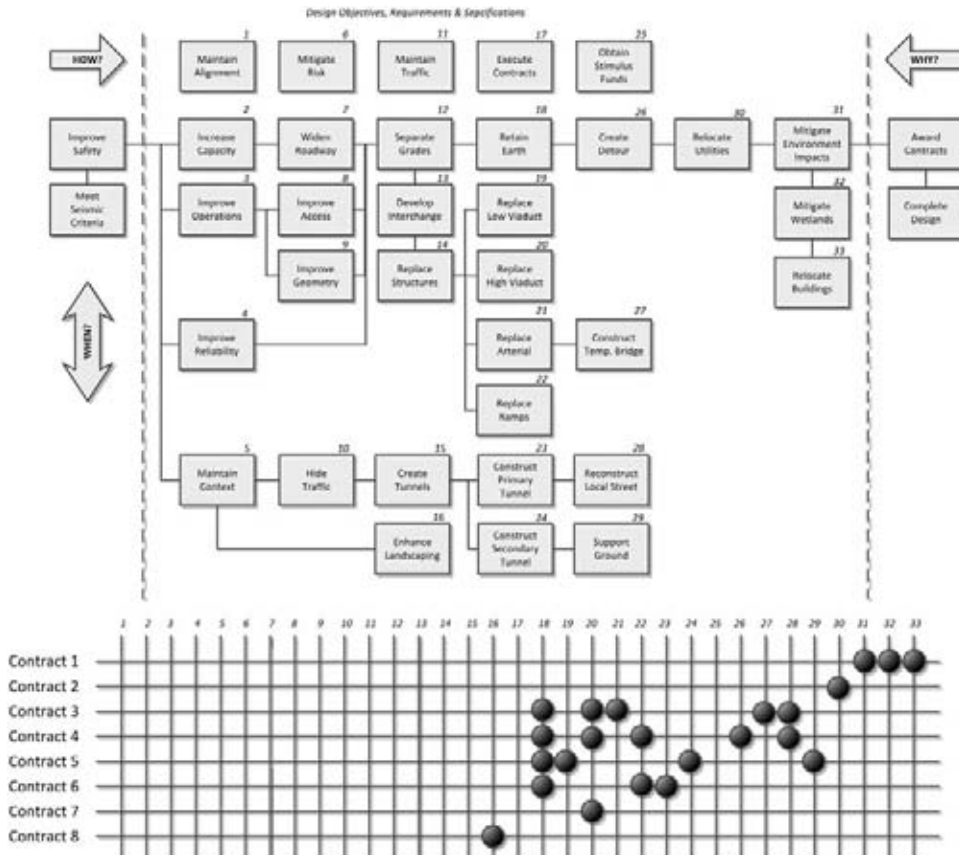 Design Objectives, Requirements & Sepcifications
HOW?
1
Maintain
Alignment
6
Mitigate
Risk
11
Maintain
Traffic
17
Execute
Contracts
25
Obtain
Stimulus
Funds
WHY?
Improve
Safety
2
Increase
Capacity
7
Widen
Roadway
12
Separate
Grades
18
Retain
Earth
26
Create
Detour
30
Relocate
Utilities
31
Mitigate
Environment
Impacts
Award
Contracts
Meet
Seismic
Criteria
3
Improve
Operations
8
Improve
Access
13
Develop
Interchange
19
Replace
Low Viaduct
32
Mitigate
Wetlands
Complete
Design
9
Improve
Geometry
14
Replace
Structures
20
Replace
High Viaduct
33
Relocate
Buildings
WHEN?
4
Improve
Reliability
21
Replace
Arterial
27
Construct
Temp. Bridge
22
Replace
Ramps
5
Maintain
Context
10
Hide
Traffic
15
Create
Tunnels
23
Construct
Primary
Tunnel
28
Reconstruct
Local Street
16
Enhance
Landscaping
24
Construct
Secondary
Tunnel
29
Support
Ground
1 2 3 4 5 6 7 8 9 10 11 12 13 14 15 16 17 18 19 20 21 22 23 24 25 26 27 28 29 30 31 32 33
Contract 1
Contract 2
Contract 3
Contract 4
Contract 5
Contract 6
Contract 7
Contract 8